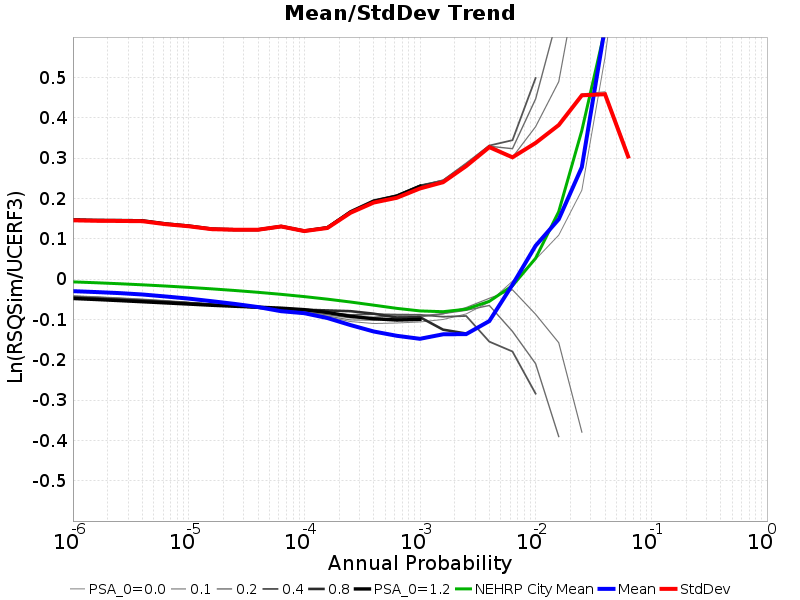 Mean/StdDev Trend
Ln(RSQSim/UCERF3)
0.5
0.4
0.3
0.2
0.1
0
-0.1
-0.2
-0.3
-0.4
-0.5
10^-6 10^-5 10^-4 10^-3 10^-2 10^-1 10^0
Annual Probability
PSA_0=0.0 0.1 0.2 0.4 0.8 PSA_0=1.2 NEHRP City Mean Mean StdDev